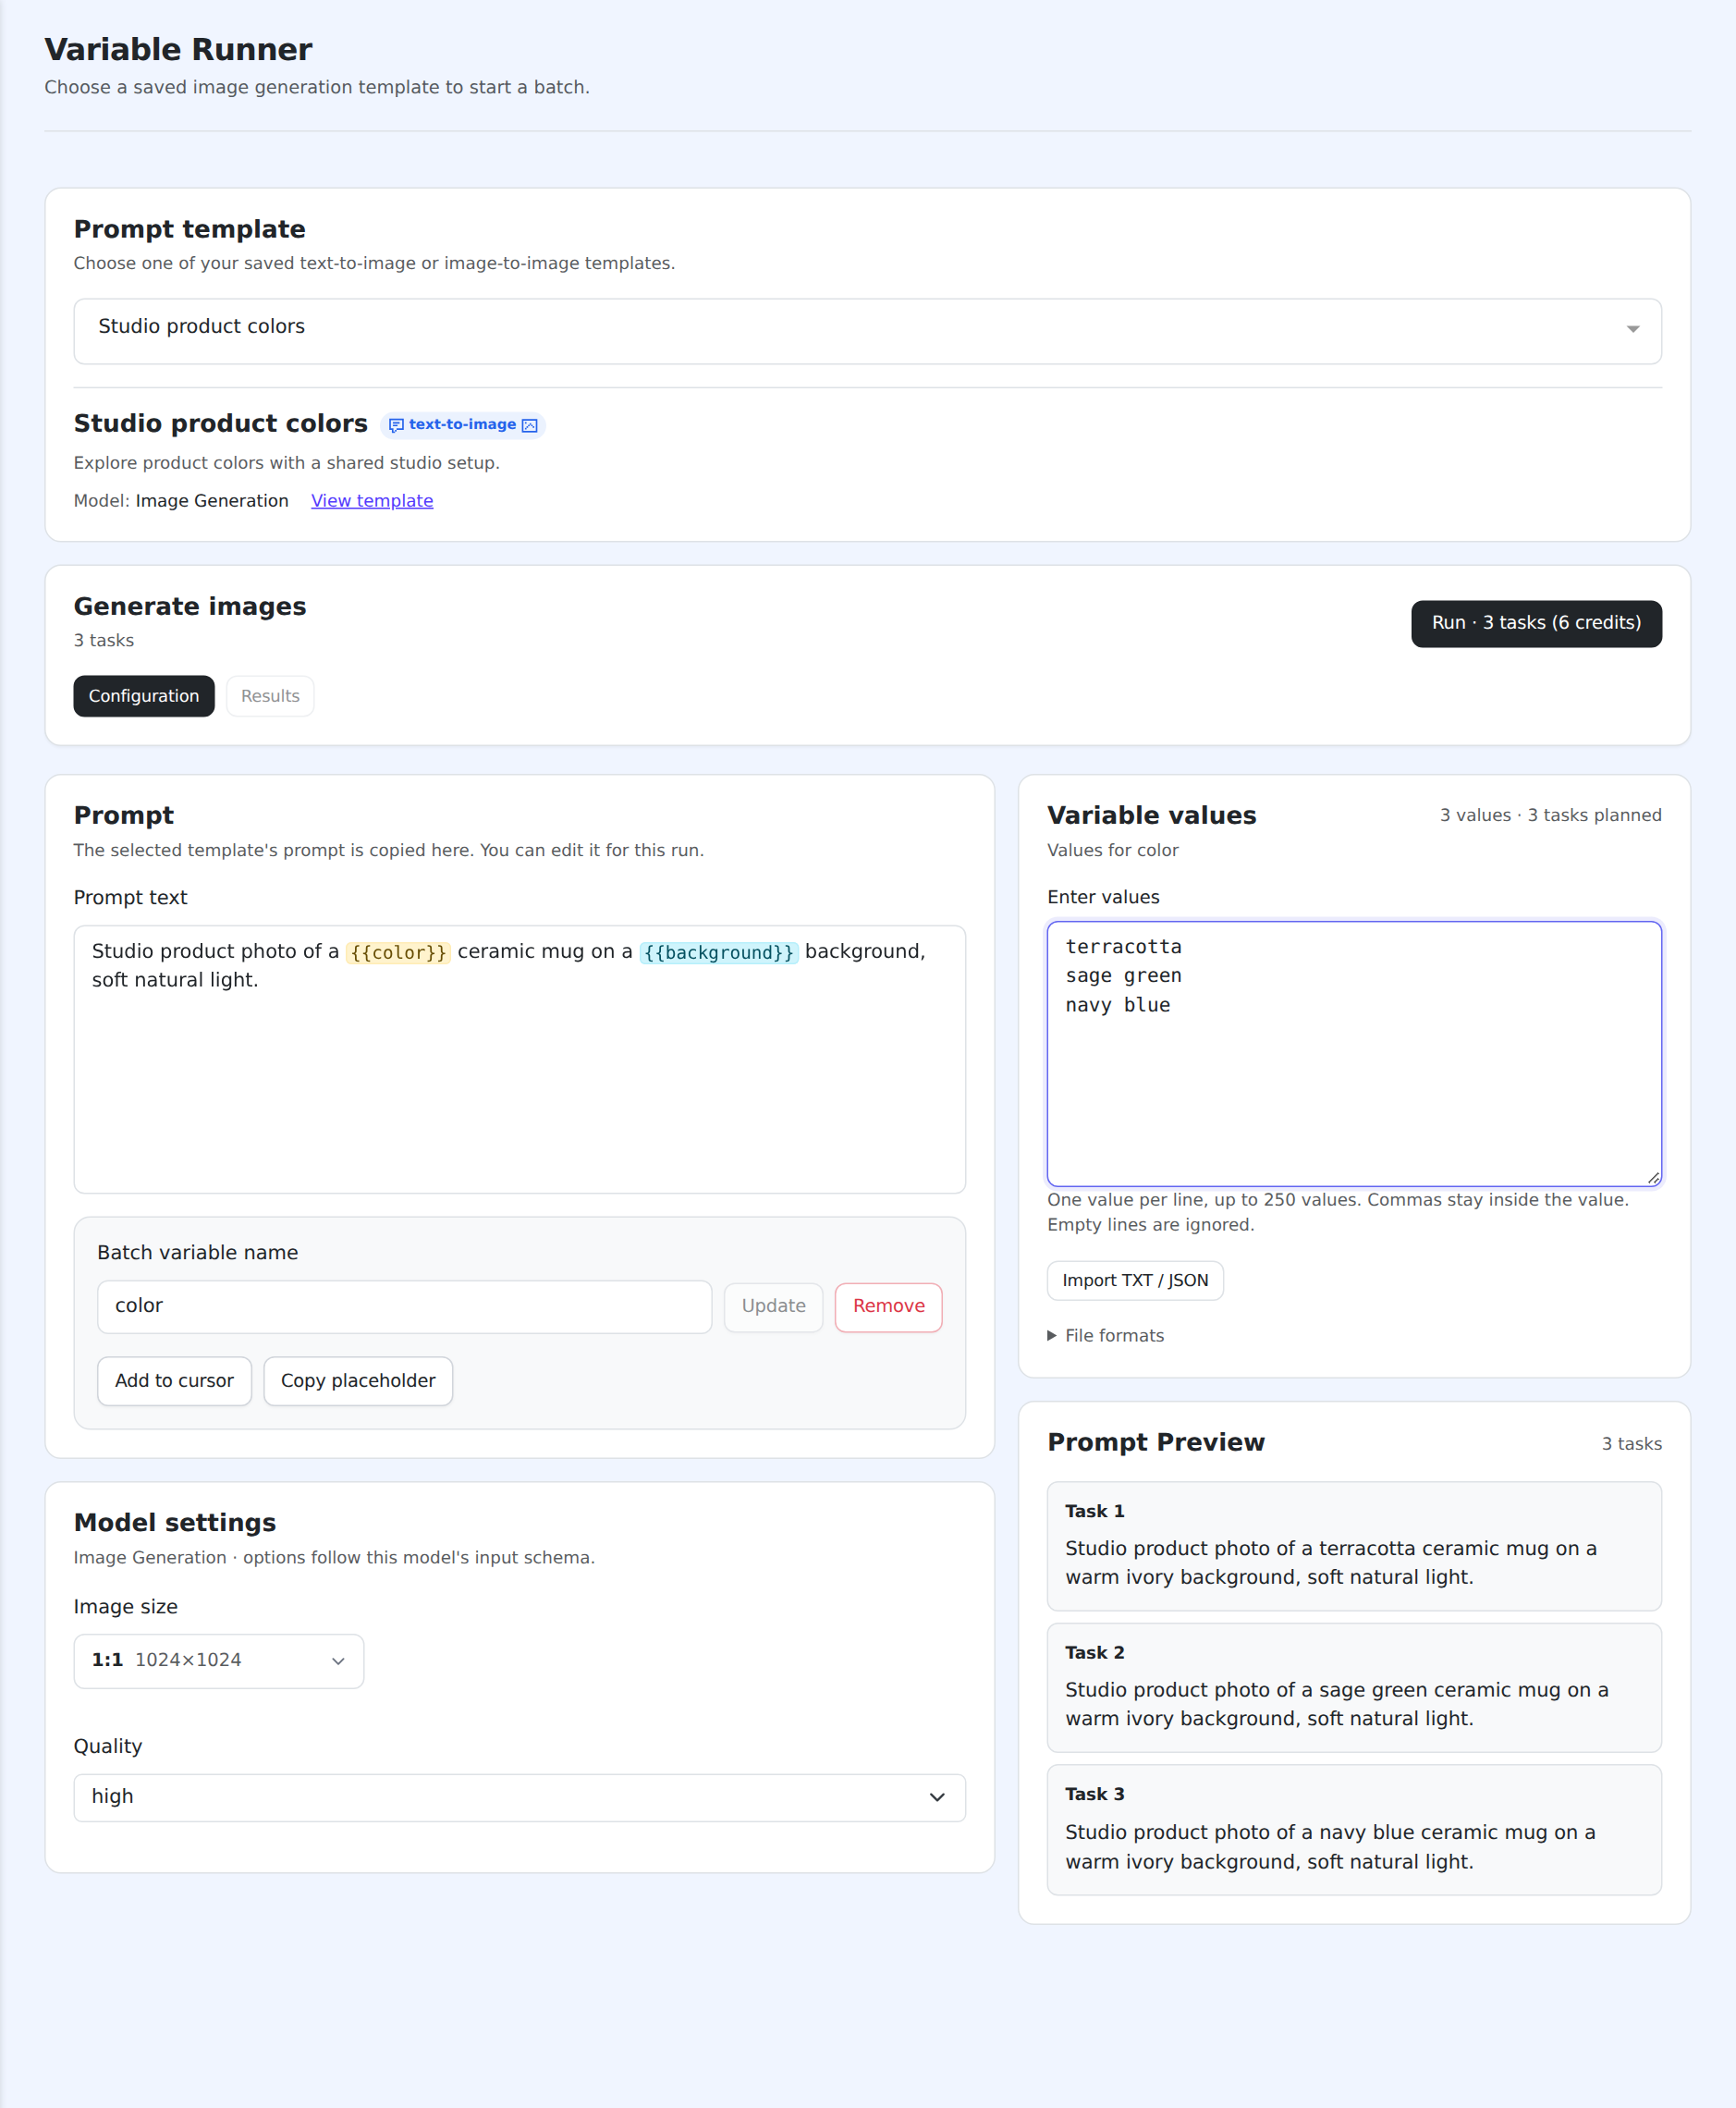 Variable Runner
Choose a saved image generation template to start a batch.
Prompt template
Choose one of your saved text-to-image or image-to-image templates.
Studio product colors
Studio product colors
text-to-image
Explore product colors with a shared studio setup.
Model: Image Generation View template
Generate images
3 tasks
Run · 3 tasks (6 credits)
Configuration
Results
Prompt
The selected template's prompt is copied here. You can edit it for this run.
Prompt text
Studio product photo of a {{color}} ceramic mug on a {{background}} background,
soft natural light.
Batch variable name
color
Update
Remove
Add to cursor
Copy placeholder
Model settings
Image Generation · options follow this model's input schema.
Image size
1:1 1024×1024
Quality
high
Variable values
3 values · 3 tasks planned
Values for color
Enter values
terracotta
sage green
navy blue
One value per line, up to 250 values. Commas stay inside the value.
Empty lines are ignored.
Import TXT / JSON
File formats
Prompt Preview
3 tasks
Task 1
Studio product photo of a terracotta ceramic mug on a
warm ivory background, soft natural light.
Task 2
Studio product photo of a sage green ceramic mug on a
warm ivory background, soft natural light.
Task 3
Studio product photo of a navy blue ceramic mug on a
warm ivory background, soft natural light.